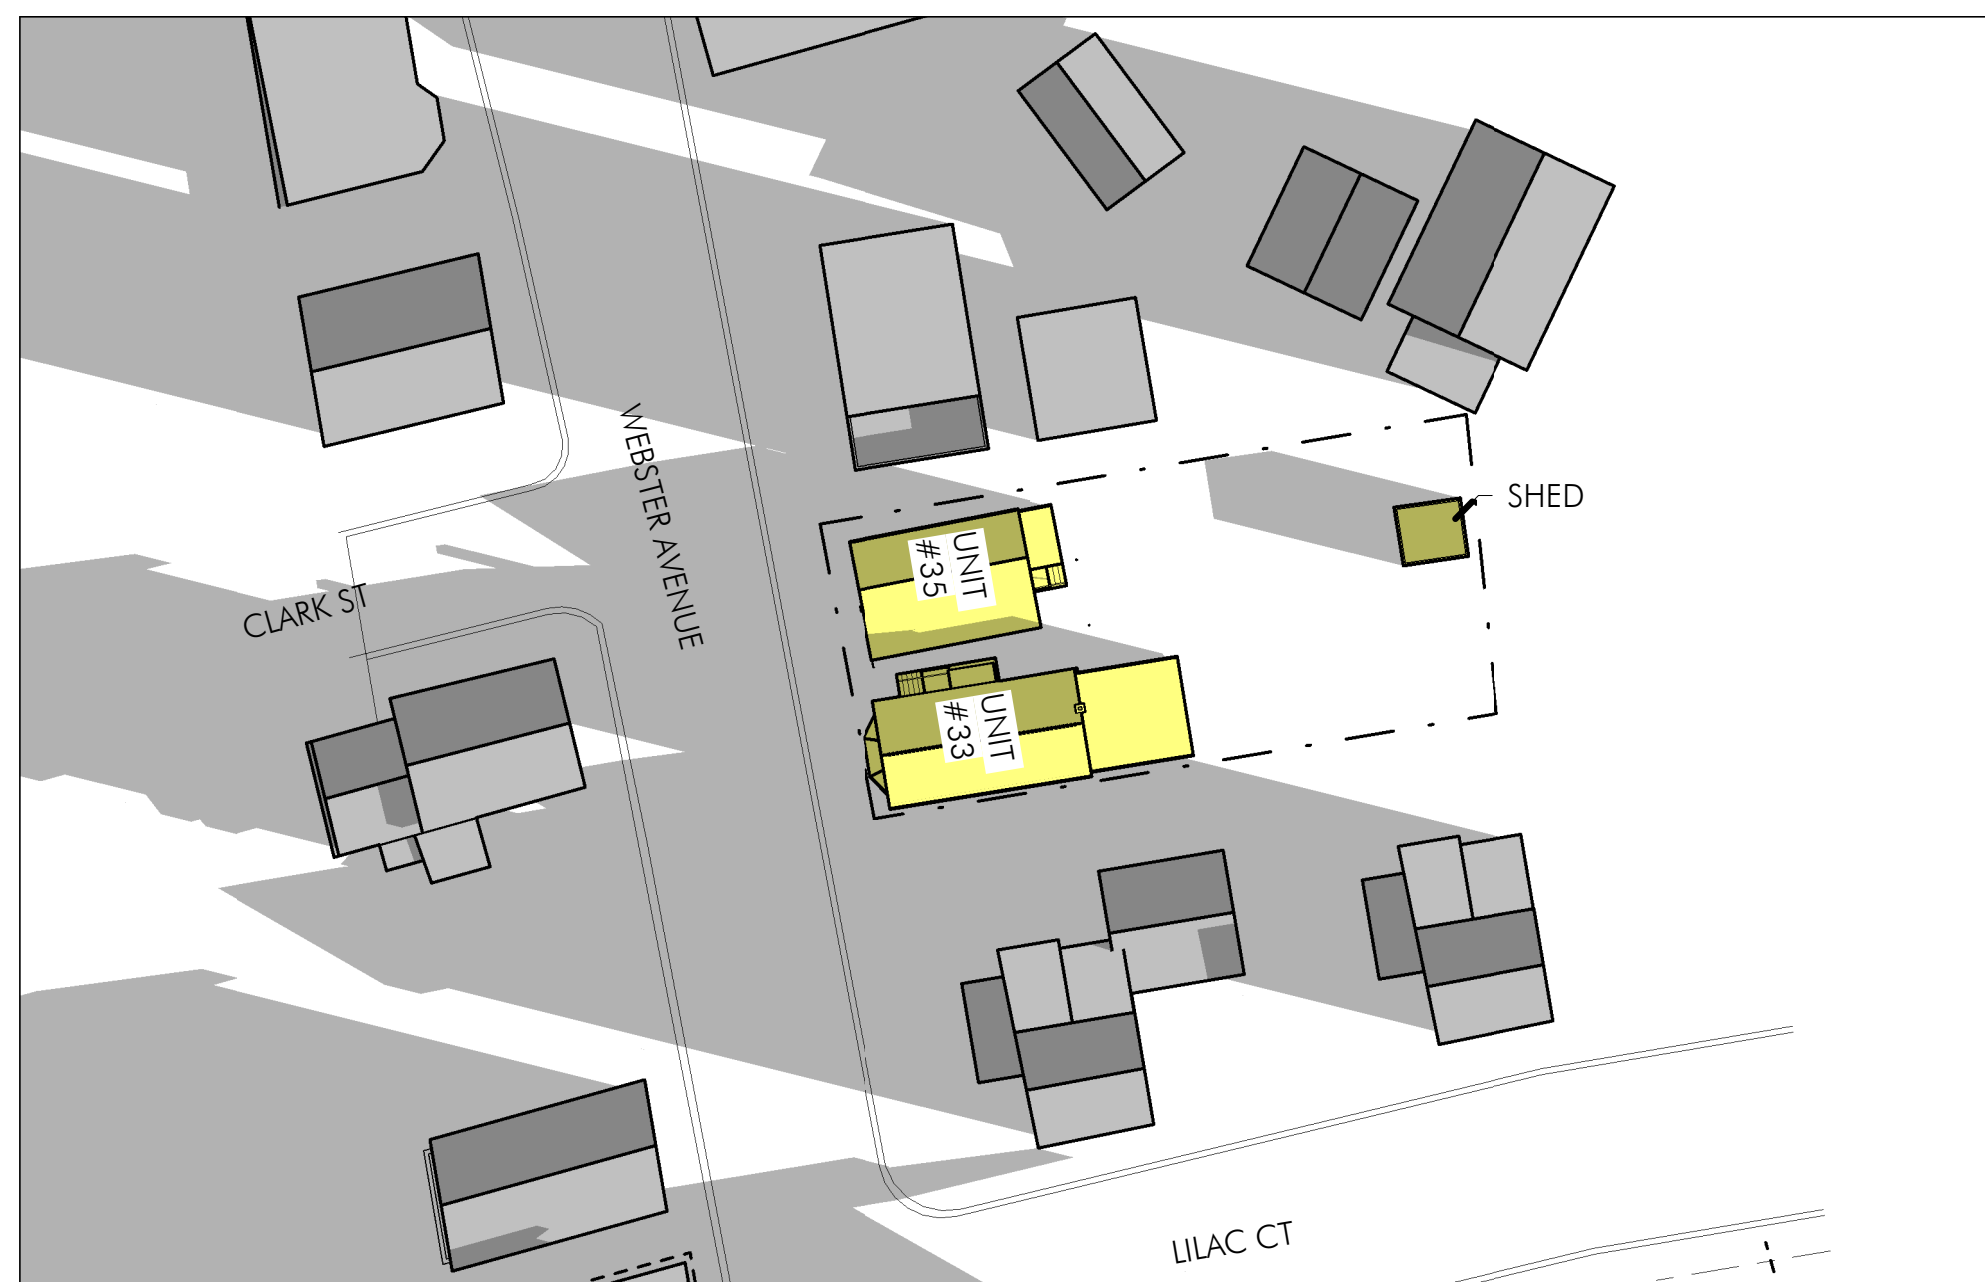 WEBSTER AVENUE
SHED
UNIT
#35
CLARK ST
UNIT
#33
LILAC CT